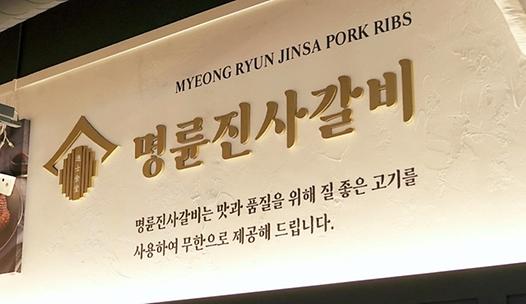 MYEONG RYUN JINSA PORK RIBS
명륜진사갈비
명륜진사갈비는 맛과 품질을 위해 질 좋은 고기를
사용하여 무한으로 제공해 드립니다.